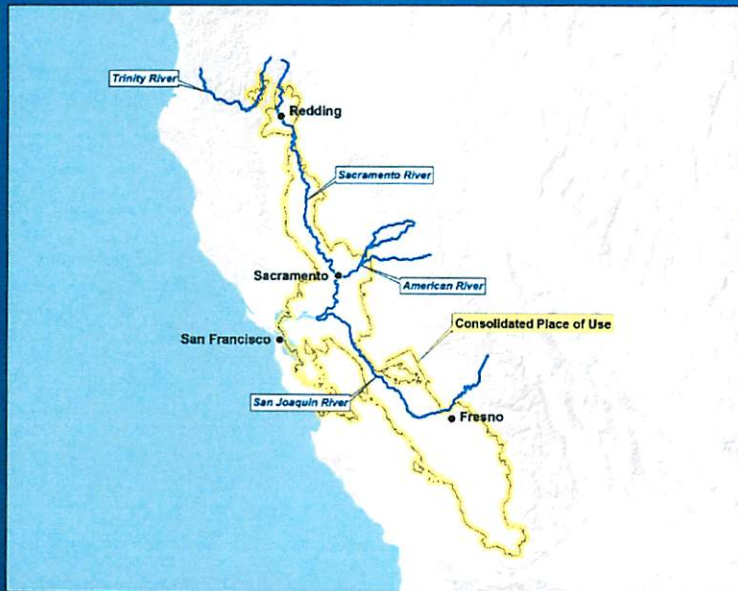 Trinity River
Redding
Sacramento River
Sacramento
American River
Consolidated Place of Use
San Francisco
San Joaquin River
Fresno